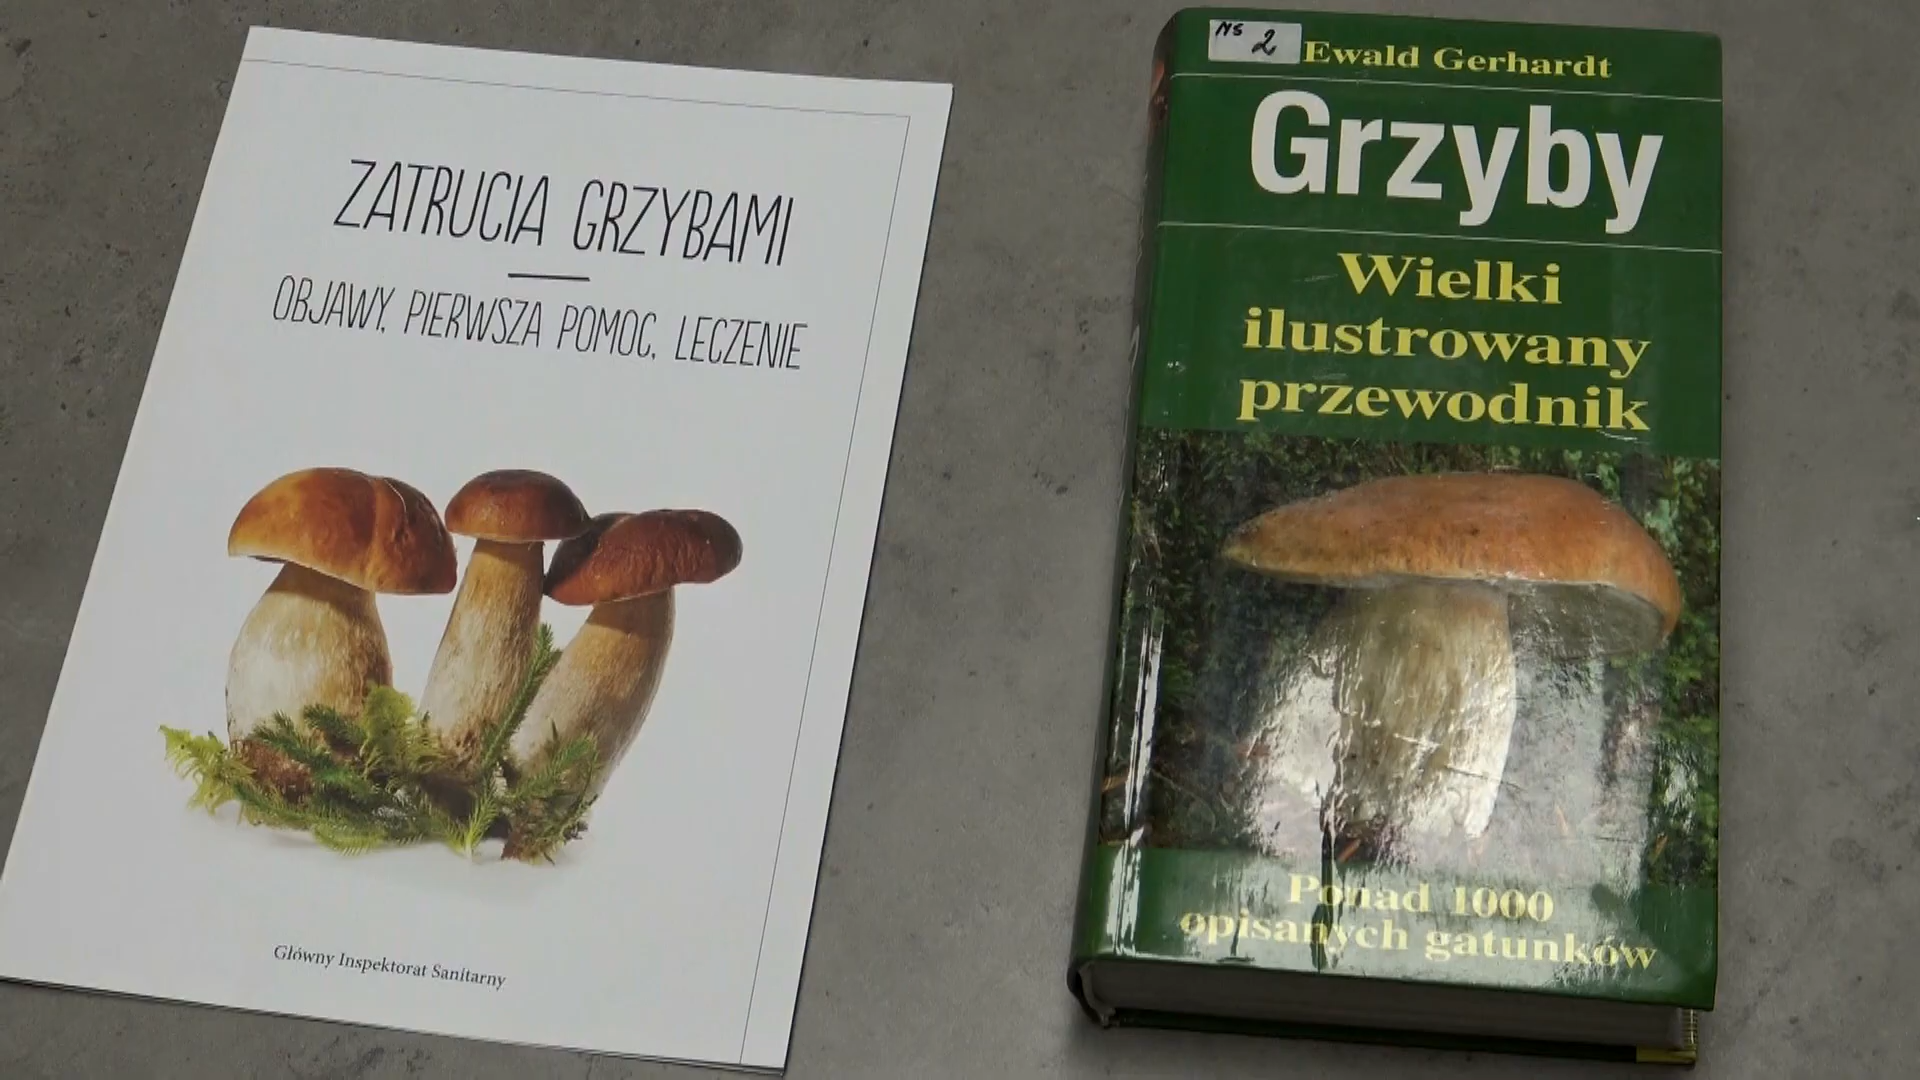 ZATRUCIA GRZYBAMI
OBJAWY, PIERWSZA POMOC, LECZENIE
Główny Inspektorat Sanitarny
NS 2
Ewald Gerhardt
Grzyby
Wielki
ilustrowany
przewodnik
Ponad 1000
opisanych gatunków